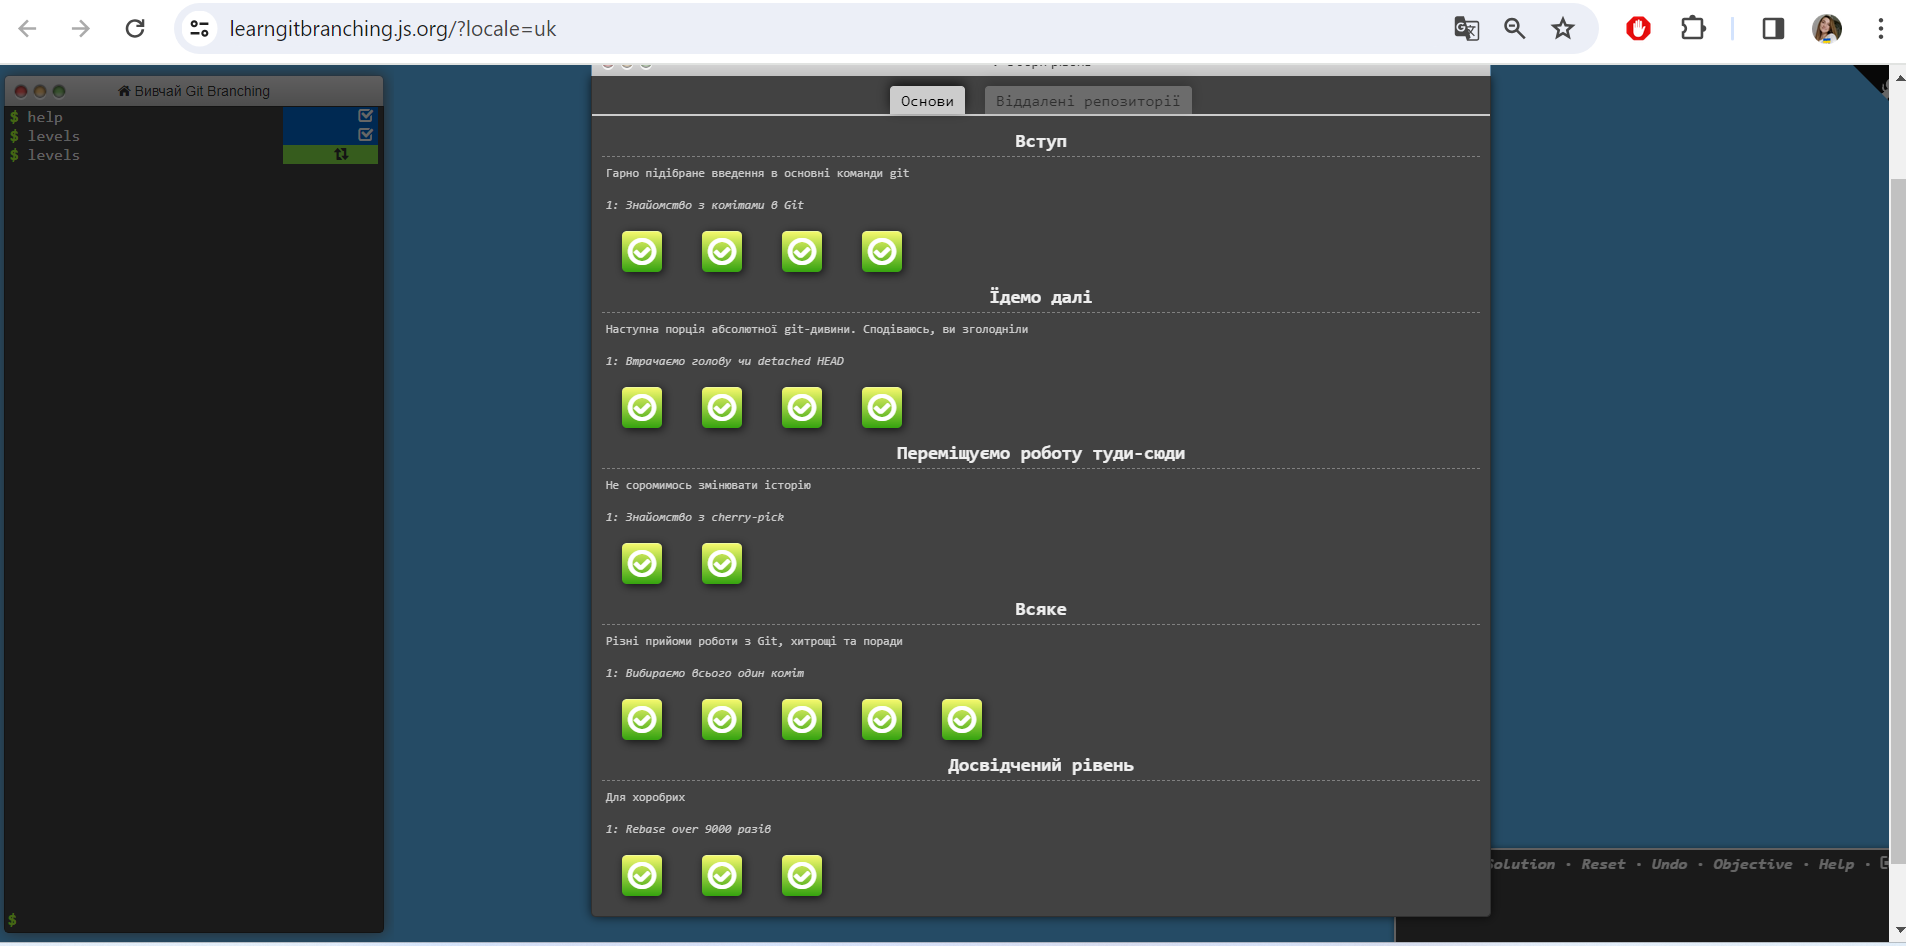 learngitbranching.js.org/?locale=uk
Вивчай Git Branching
$ help
$ levels
$ levels
$
Основи
Віддалені репозиторії
Вступ
Гарно підібране введення в основні команди git
1: Знайомство з комітами в Git
Їдемо далі
Наступна порція абсолютної git-дивини. Сподіваюсь, ви зголодніли
1: Втрачаємо голову чи detached HEAD
Переміщуємо роботу туди-сюди
Не соромимось змінювати історію
1: Знайомство з cherry-pick
Всяке
Різні прийоми роботи з Git, хитрощі та поради
1: Вибираємо всього один коміт
Досвідчений рівень
Для хоробрих
1: Rebase over 9000 разів
Solution · Reset · Undo · Objective · Help ·